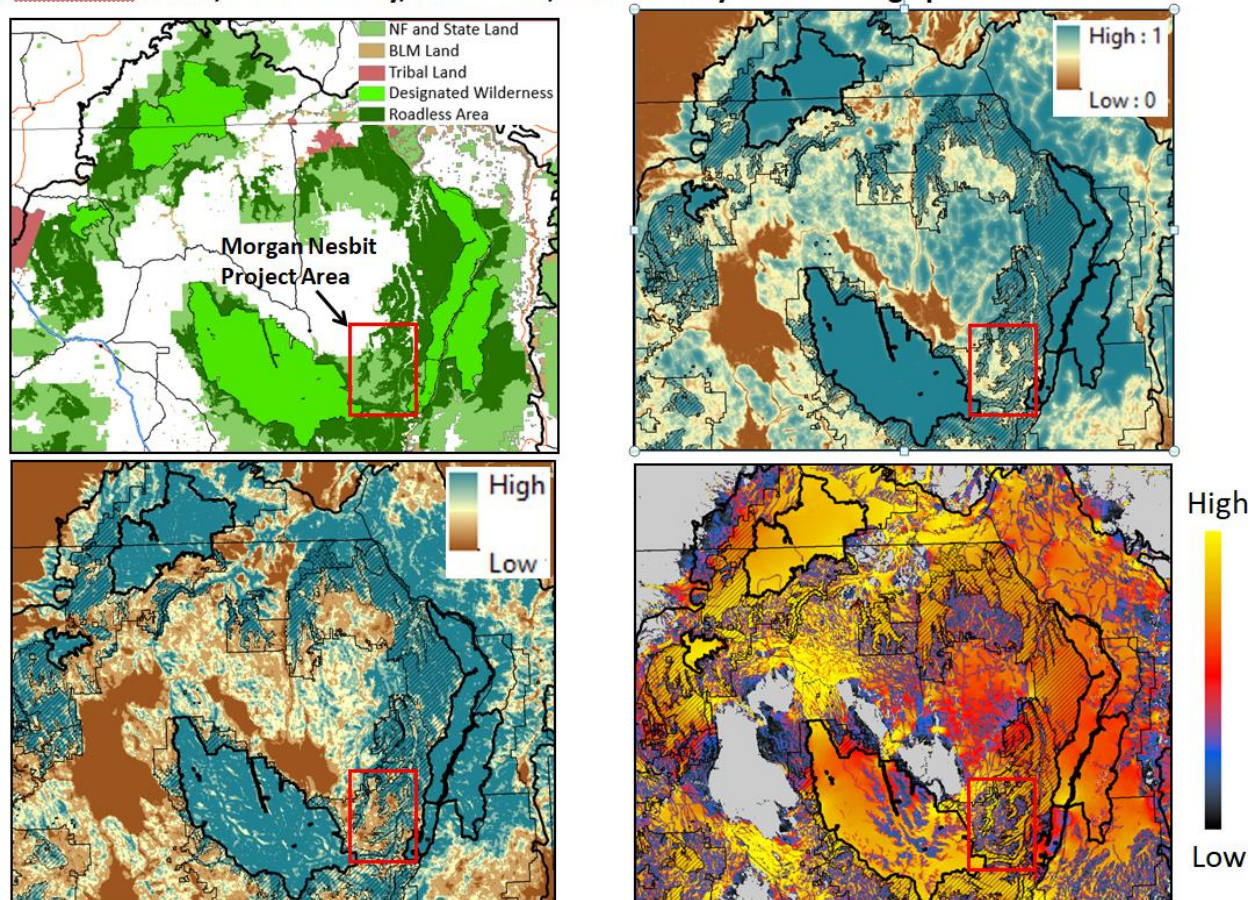 NF and State Land
BLM Land
Tribal Land
Designated Wilderness
Roadless Area
Morgan Nesbit
Project Area
High : 1
Low : 0
High
Low
High
Low